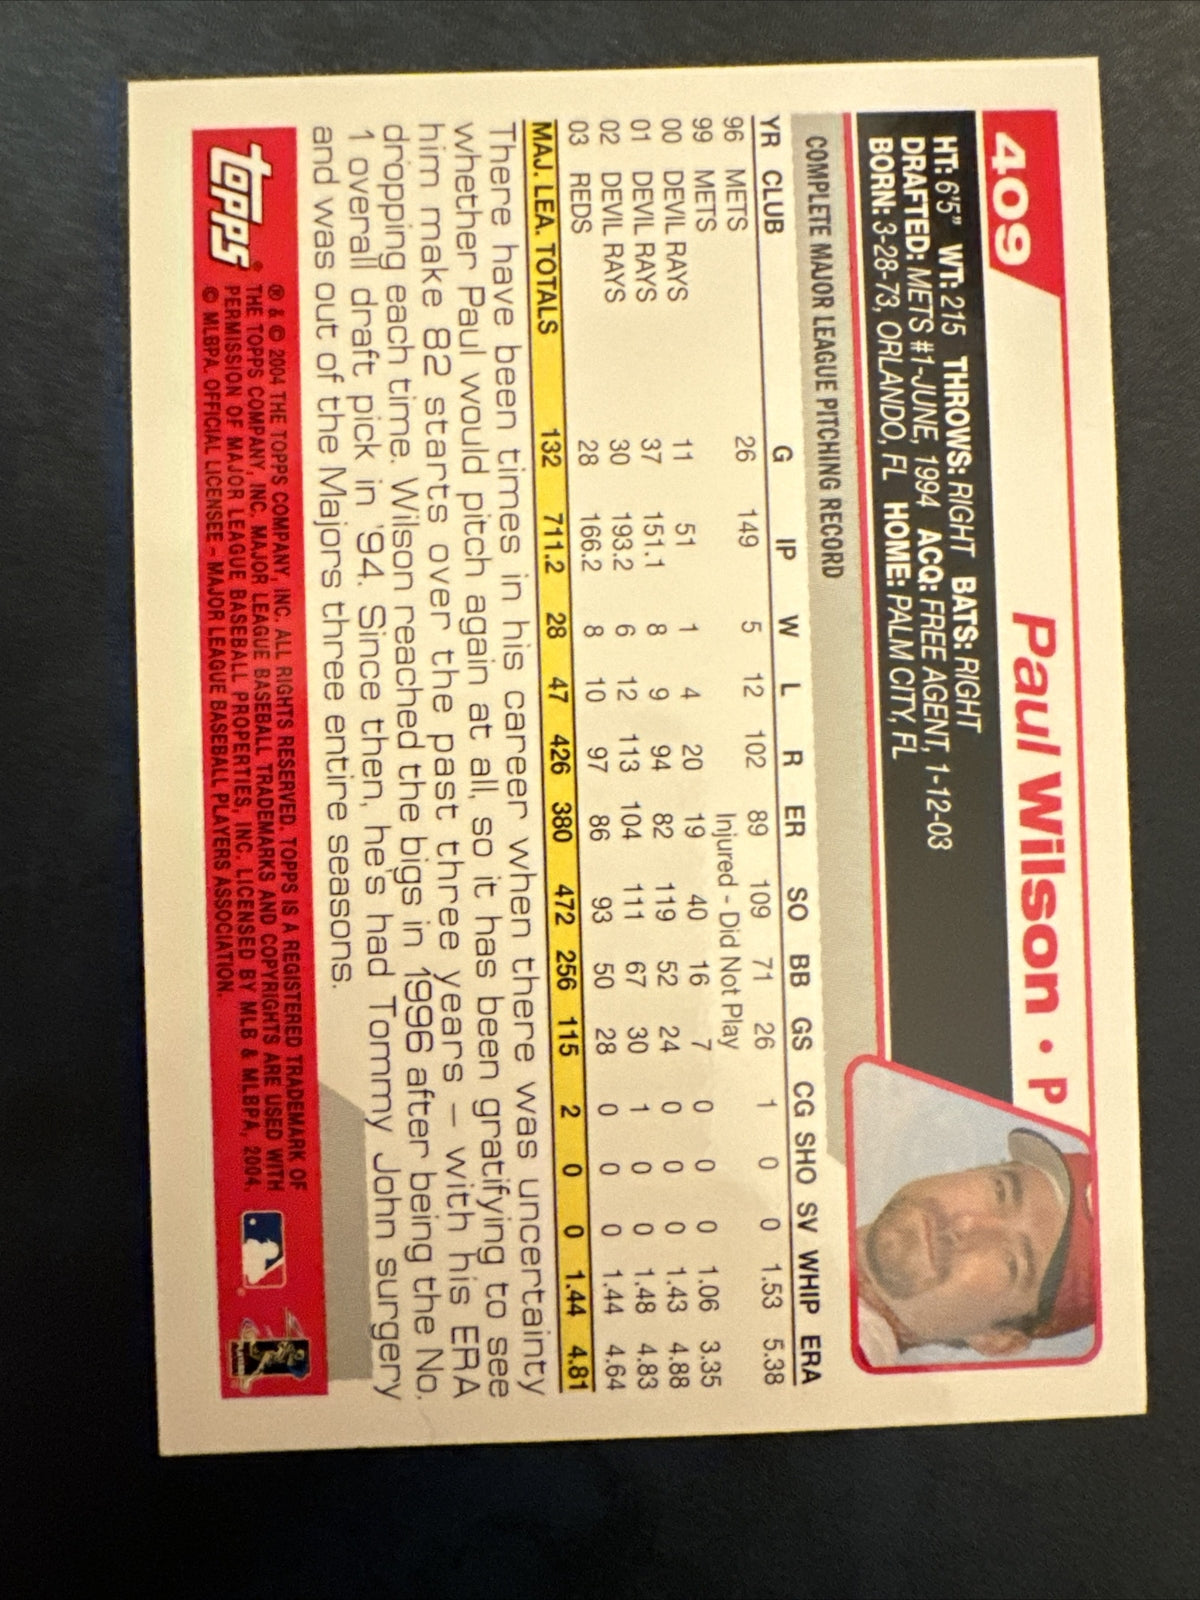 409
Paul Wilson • P
HT: 6'5" WT: 215 THROWS: RIGHT BATS: RIGHT
DRAFTED: METS #1-JUNE, 1994 ACQ: FREE AGENT, 1-12-03
BORN: 3-28-73, ORLANDO, FL HOME: PALM CITY, FL
COMPLETE MAJOR LEAGUE PITCHING RECORD
YR CLUB G IP W L R ER SO BB GS CG SHO SV WHIP ERA
96 METS 26 149 5 12 102 89 109 71 26 1 0 0 1.53 5.38
99 METS Injured - Did Not Play
00 DEVIL RAYS 11 51 1 4 20 19 40 16 7 0 0 0 1.06 3.35
01 DEVIL RAYS 37 151.1 8 9 94 82 119 52 24 0 0 0 1.43 4.88
02 DEVIL RAYS 30 193.2 6 12 113 104 111 67 30 1 0 0 1.48 4.83
03 REDS 28 166.2 8 10 97 86 93 50 28 0 0 0 1.44 4.64
MAJ. LEA. TOTALS 132 711.2 28 47 426 380 472 256 115 2 0 0 1.44 4.81
There have been times in his career when there was uncertainty
whether Paul would pitch again at all, so it has been gratifying to see
him make 82 starts over the past three years – with his ERA
dropping each time. Wilson reached the bigs in 1996 after being the No.
1 overall draft pick in '94. Since then, he's had Tommy John surgery
and was out of the Majors three entire seasons.
topps®
® & © 2004 THE TOPPS COMPANY, INC. ALL RIGHTS RESERVED. TOPPS IS A REGISTERED TRADEMARK OF
THE TOPPS COMPANY, INC. MAJOR LEAGUE BASEBALL TRADEMARKS AND COPYRIGHTS ARE USED WITH
PERMISSION OF MAJOR LEAGUE BASEBALL PROPERTIES, INC. LICENSED BY MLB & MLBPA, 2004.
© MLBPA. OFFICIAL LICENSEE – MAJOR LEAGUE BASEBALL PLAYERS ASSOCIATION.